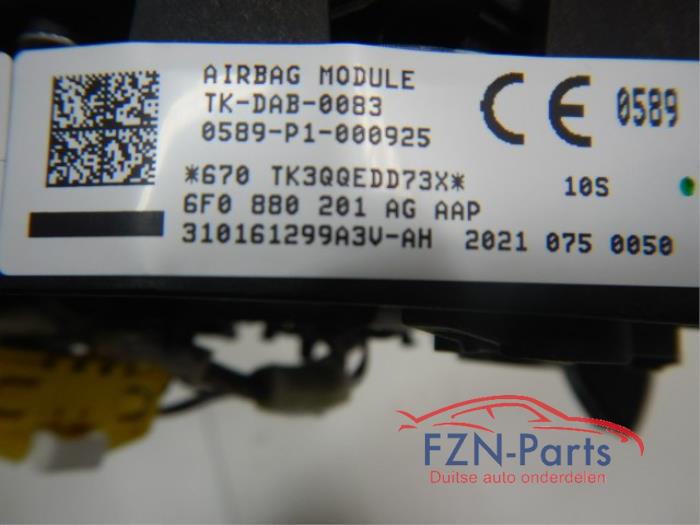 AIRBAG MODULE
TK-DAB-0083
0589-P1-000925
CE 0589
*670 TK3QQEDD73X* 10S
6F0 880 201 AG AAP
310161299A3V-AH 2021 075 0050
FZN-Parts
Duitse auto onderdelen